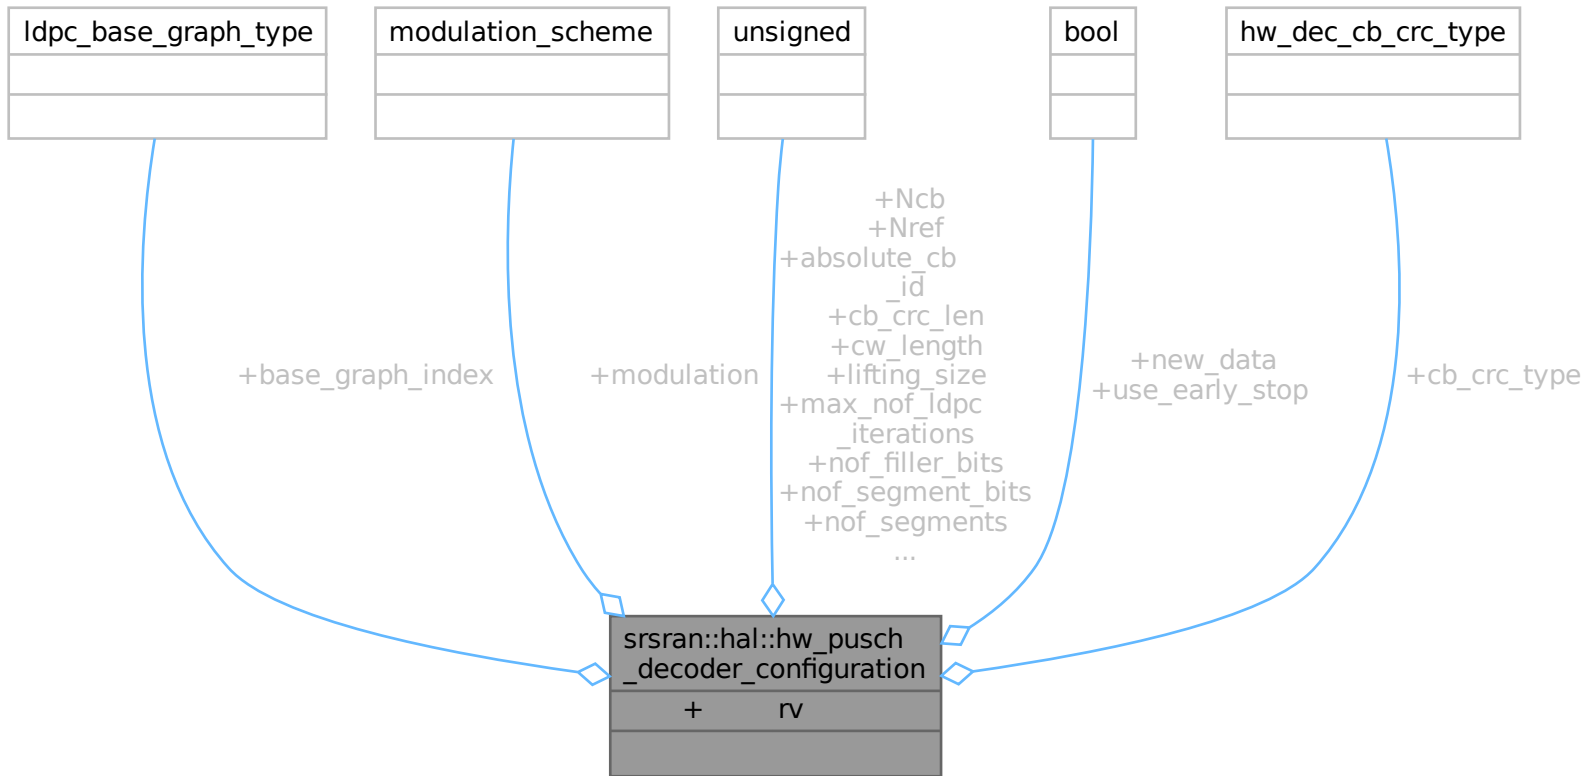 ldpc_base_graph_type
modulation_scheme
unsigned
bool
hw_dec_cb_crc_type
+Ncb
+Nref
+absolute_cb
_id
+cb_crc_len
+cw_length
+lifting_size
+max_nof_ldpc
_iterations
+nof_filler_bits
+nof_segment_bits
+nof_segments
...
+base_graph_index
+modulation
+new_data
+use_early_stop
+cb_crc_type
srsran::hal::hw_pusch
_decoder_configuration
+ rv